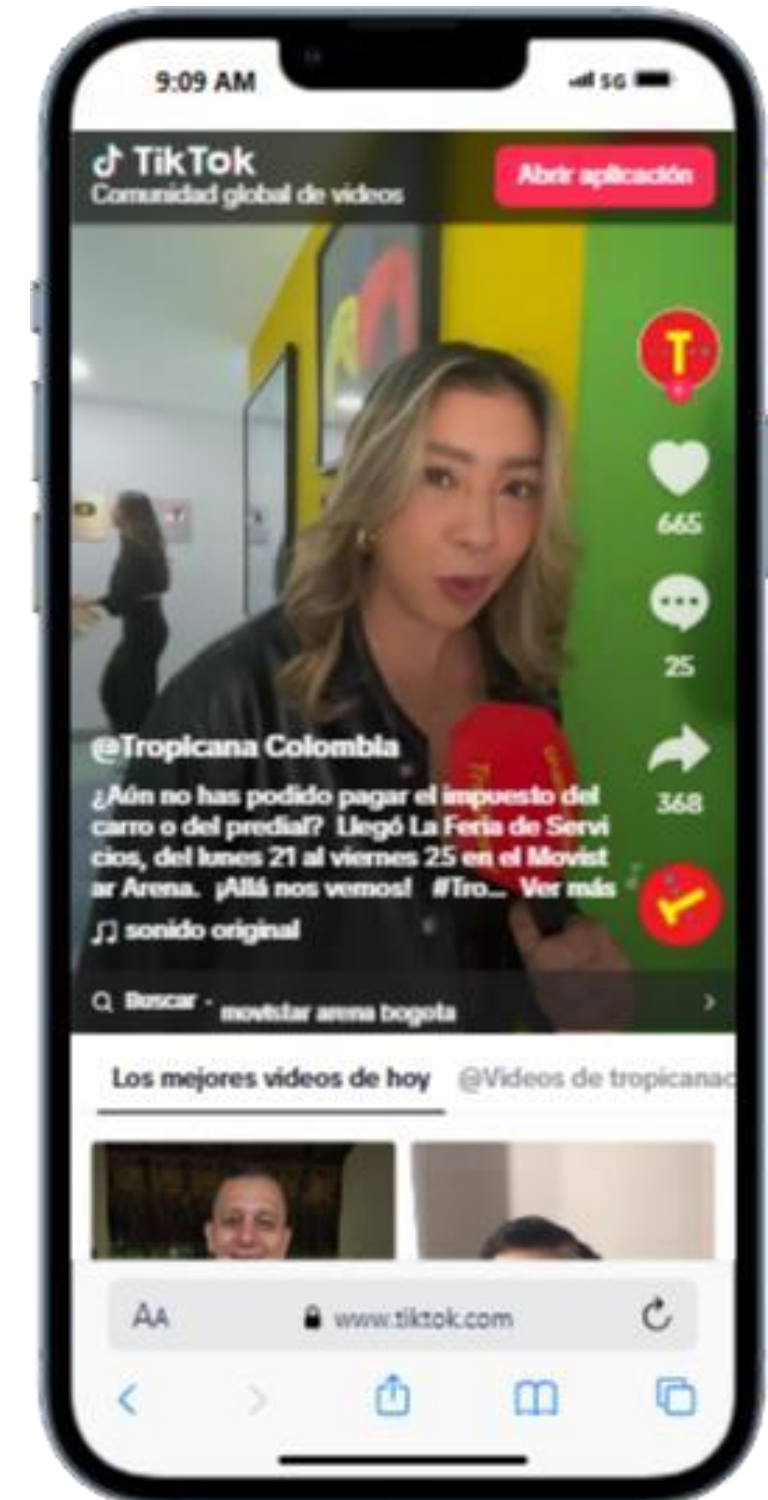 9:09 AM
5G
TikTok
Comunidad global de videos
Abrir aplicación
T
665
25
368
@Tropicana Colombia
¿Aún no has podido pagar el impuesto del
carro o del predial? Llegó La Feria de Servi
cios, del lunes 21 al viernes 25 en el Movist
ar Arena. ¡Allá nos vemos! #Tro... Ver más
sonido original
Buscar · movistar arena bogota
Los mejores videos de hoy
@Videos de tropicanac
AA
www.tiktok.com